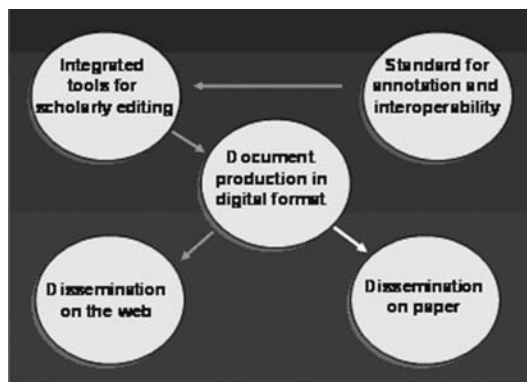 Integrated
tools for
scholarly editing
Standard for
annotation and
interoperability
Document
production in
digital format
Dissemination
on the web
Dissemination
on paper